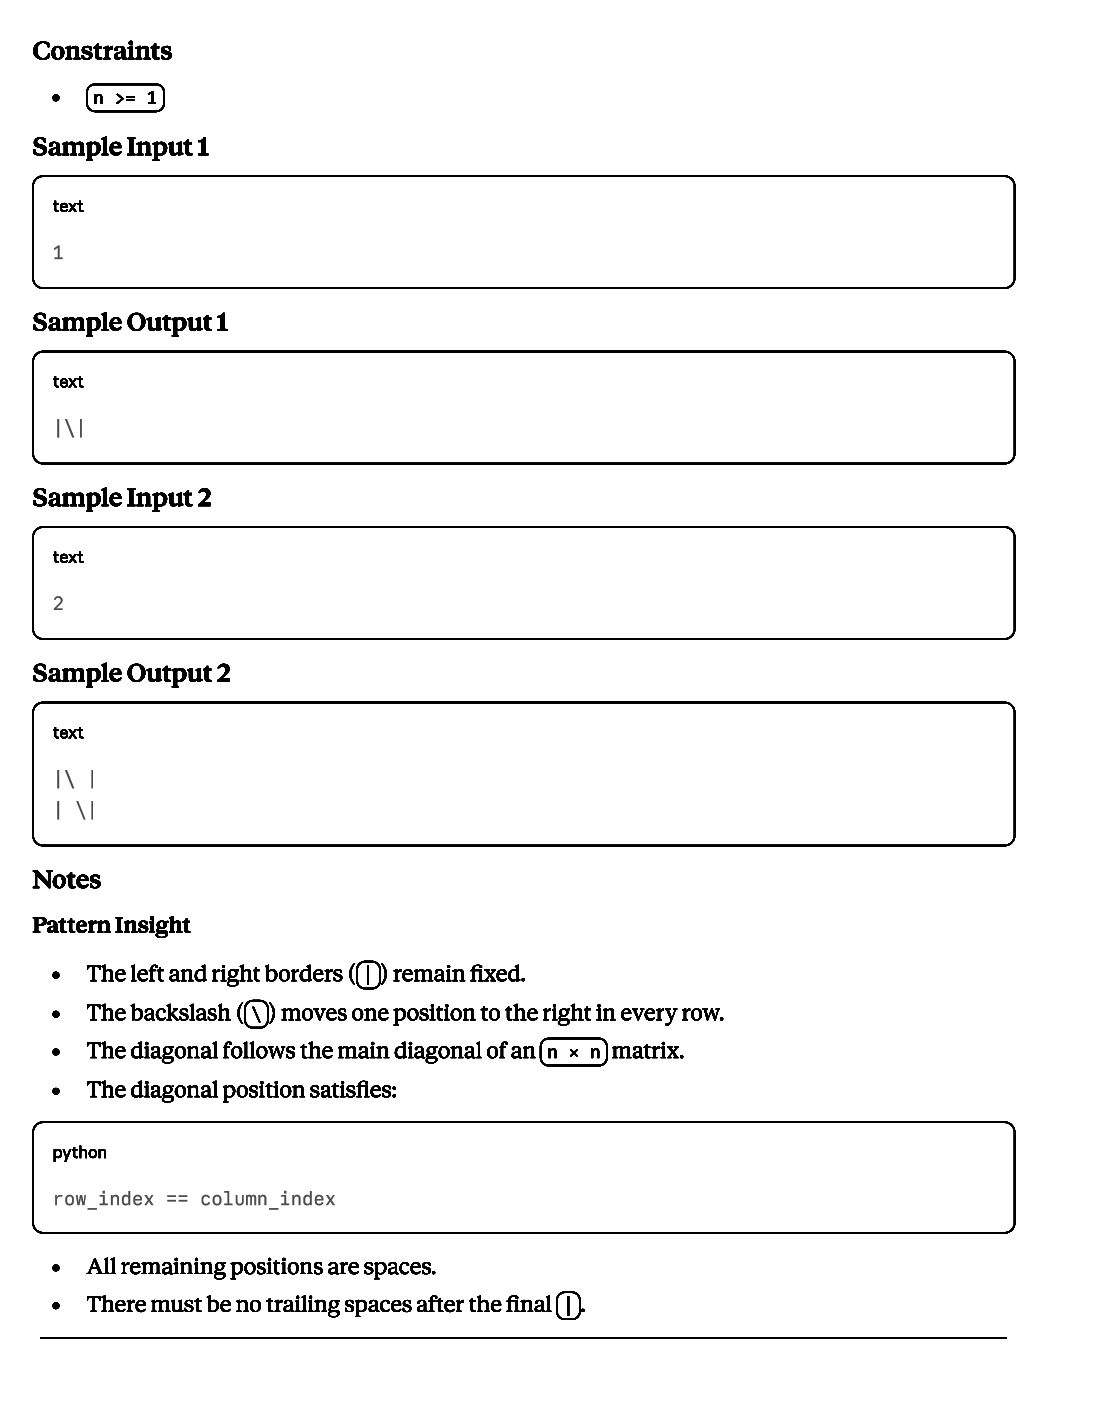 Constraints
• n >= 1
Sample Input 1
text
1
Sample Output 1
text
|\|
Sample Input 2
text
2
Sample Output 2
text
|\ |
| \|
Notes
Pattern Insight
• The left and right borders (|) remain fixed.
• The backslash (\) moves one position to the right in every row.
• The diagonal follows the main diagonal of an n × n matrix.
• The diagonal position satisfies:
python
row_index == column_index
• All remaining positions are spaces.
• There must be no trailing spaces after the final |.